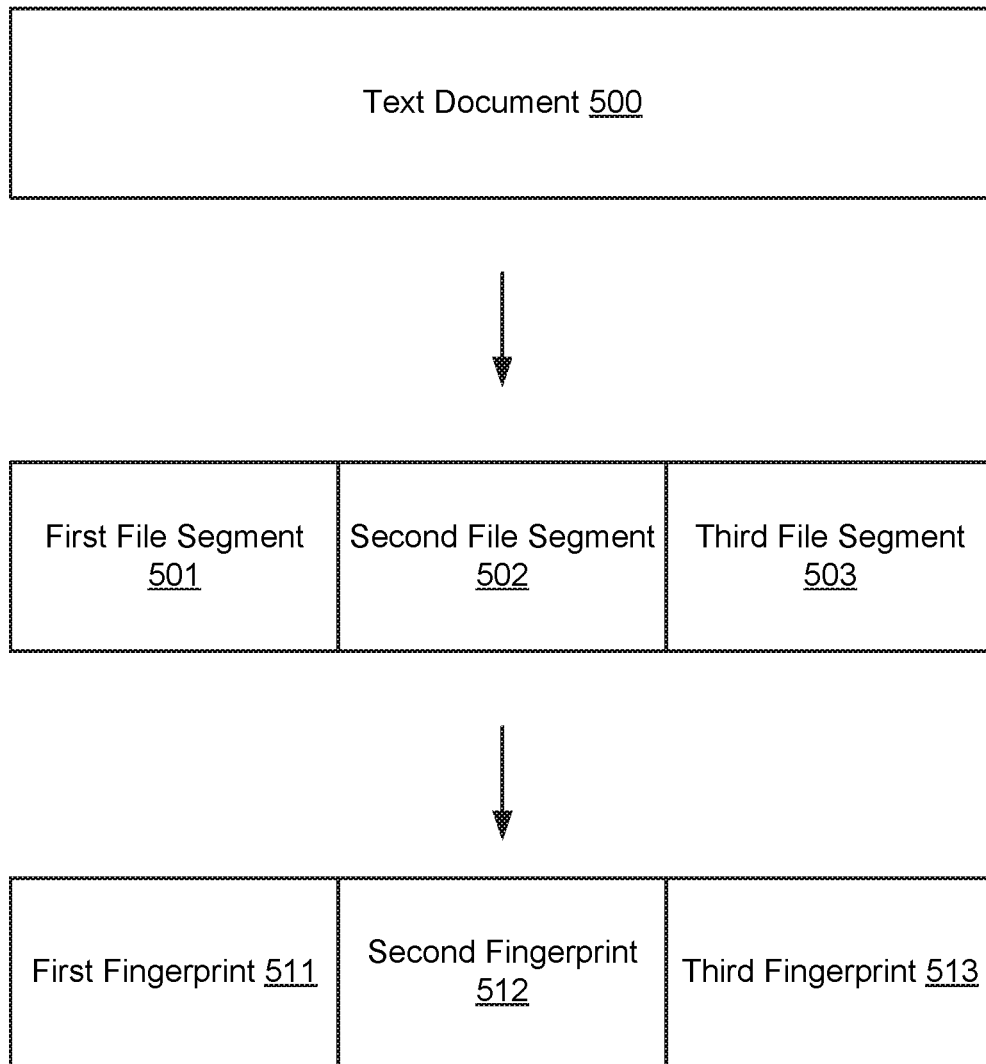 Text Document 500
First File Segment
501
Second File Segment
502
Third File Segment
503
First Fingerprint 511
Second Fingerprint
512
Third Fingerprint 513